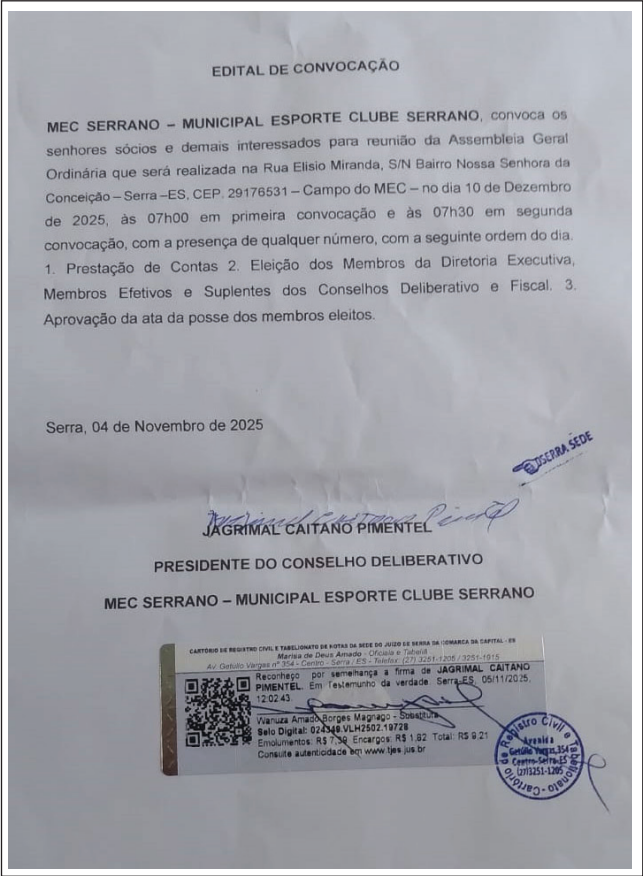 EDITAL DE CONVOCAÇÃO
MEC SERRANO – MUNICIPAL ESPORTE CLUBE SERRANO, convoca os
senhores sócios e demais interessados para reunião da Assembleia Geral
Ordinária que será realizada na Rua Elisio Miranda, S/N Bairro Nossa Senhora da
Conceição – Serra –ES, CEP. 29176531 – Campo do MEC – no dia 10 de Dezembro
de 2025, às 07h00 em primeira convocação e às 07h30 em segunda
convocação, com a presença de qualquer número, com a seguinte ordem do dia.
1. Prestação de Contas 2. Eleição dos Membros da Diretoria Executiva,
Membros Efetivos e Suplentes dos Conselhos Deliberativo e Fiscal. 3.
Aprovação da ata da posse dos membros eleitos.
Serra, 04 de Novembro de 2025
SERRA SEDE
JAGRIMAL CAITANO PIMENTEL
PRESIDENTE DO CONSELHO DELIBERATIVO
MEC SERRANO – MUNICIPAL ESPORTE CLUBE SERRANO
CARTÓRIO DE REGISTRO CIVIL E TABELIONATO DE NOTAS DA SEDE DO JUÍZO DE SERRA DA COMARCA DA CAPITAL - ES
Marisa de Deus Amado - Oficiala e Tabeliã
Av. Getúlio Vargas nº 354 - Centro - Serra / ES - Telefax: (27) 3251-1205 / 3251-1015
Reconheço por semelhança a firma de JAGRIMAL CAITANO
PIMENTEL. Em Testemunho da verdade. Serra-ES, 05/11/2025,
12:02:43.
Wanuza Amado Borges Magnago - Substituta
Selo Digital: 024349.VLH2502.19728
Emolumentos: R$ 7,39 Encargos: R$ 1,82 Total: R$ 9,21
Consulte autenticidade em www.tjes.jus.br
Cartório de Registro Civil e Tabelionato
Avenida
Getúlio Vargas,354
Centro-Serra-ES
(27)3251-1205